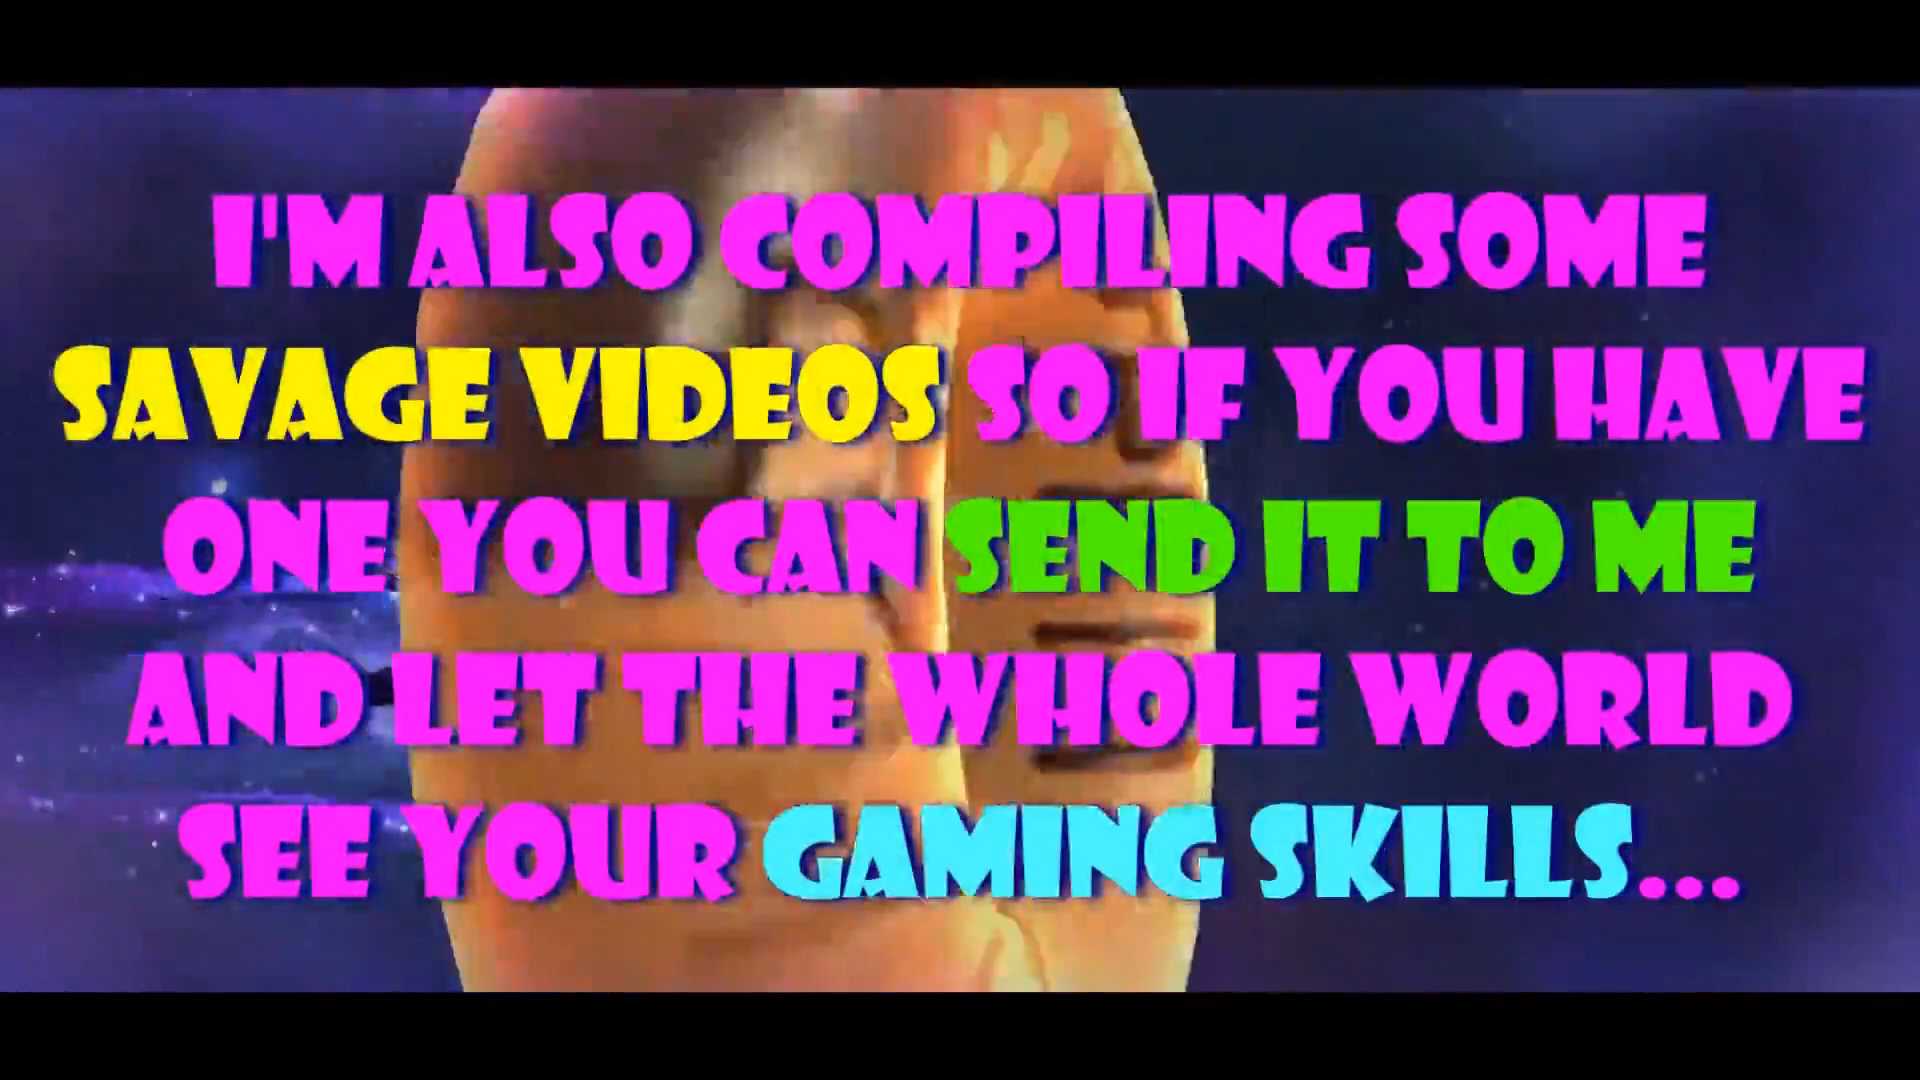 I'M ALSO COMPILING SOME
SAVAGE VIDEOS SO IF YOU HAVE
ONE YOU CAN SEND IT TO ME
AND LET THE WHOLE WORLD
SEE YOUR GAMING SKILLS...